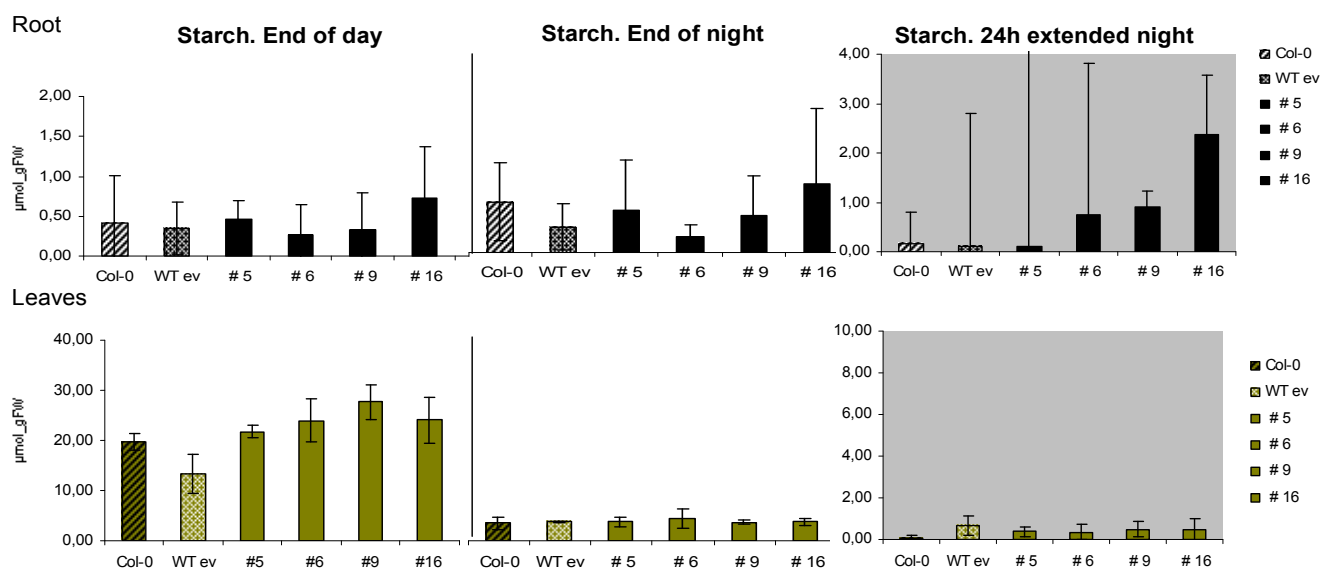 Root
Starch. End of day
Starch. End of night
Starch. 24h extended night
µmol_gFW
2,00
1,50
1,00
0,50
0,00
Col-0 WT ev # 5 # 6 # 9 # 16
Col-0 WT ev # 5 # 6 # 9 # 16
4,00
3,00
2,00
1,00
0,00
Col-0 WT ev # 5 # 6 # 9 # 16
Col-0
WT ev
# 5
# 6
# 9
# 16
Leaves
µmol_gFW
40,00
30,00
20,00
10,00
0,00
Col-0 WT ev #5 #6 #9 #16
Col-0 WT ev # 5 # 6 # 9 # 16
10,00
8,00
6,00
4,00
2,00
0,00
Col-0 WT ev # 5 # 6 # 9 # 16
Col-0
WT ev
# 5
# 6
# 9
# 16